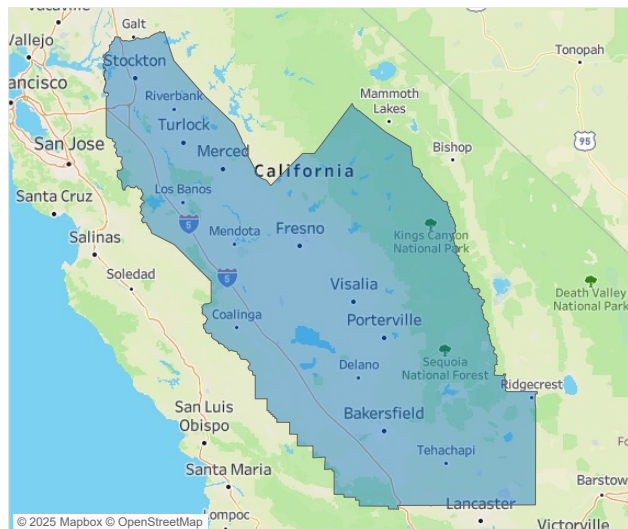 Vacaville
Galt
Vallejo
Stockton
Tonopah
ancisco
Mammoth
Lakes
Riverbank
95
Turlock
San Jose
Merced
Bishop
California
Los Banos
Santa Cruz
5
Kings Canyon
National Park
Mendota
Fresno
Salinas
Soledad
5
Visalia
Death Valley
National Park
Coalinga
Porterville
Sequoia
National Forest
Delano
Ridgecrest
San Luis
Obispo
Bakersfield
Tehachapi
Santa Maria
Barstow
Lancaster
Lompoc
Victorville
© 2025 Mapbox © OpenStreetMap